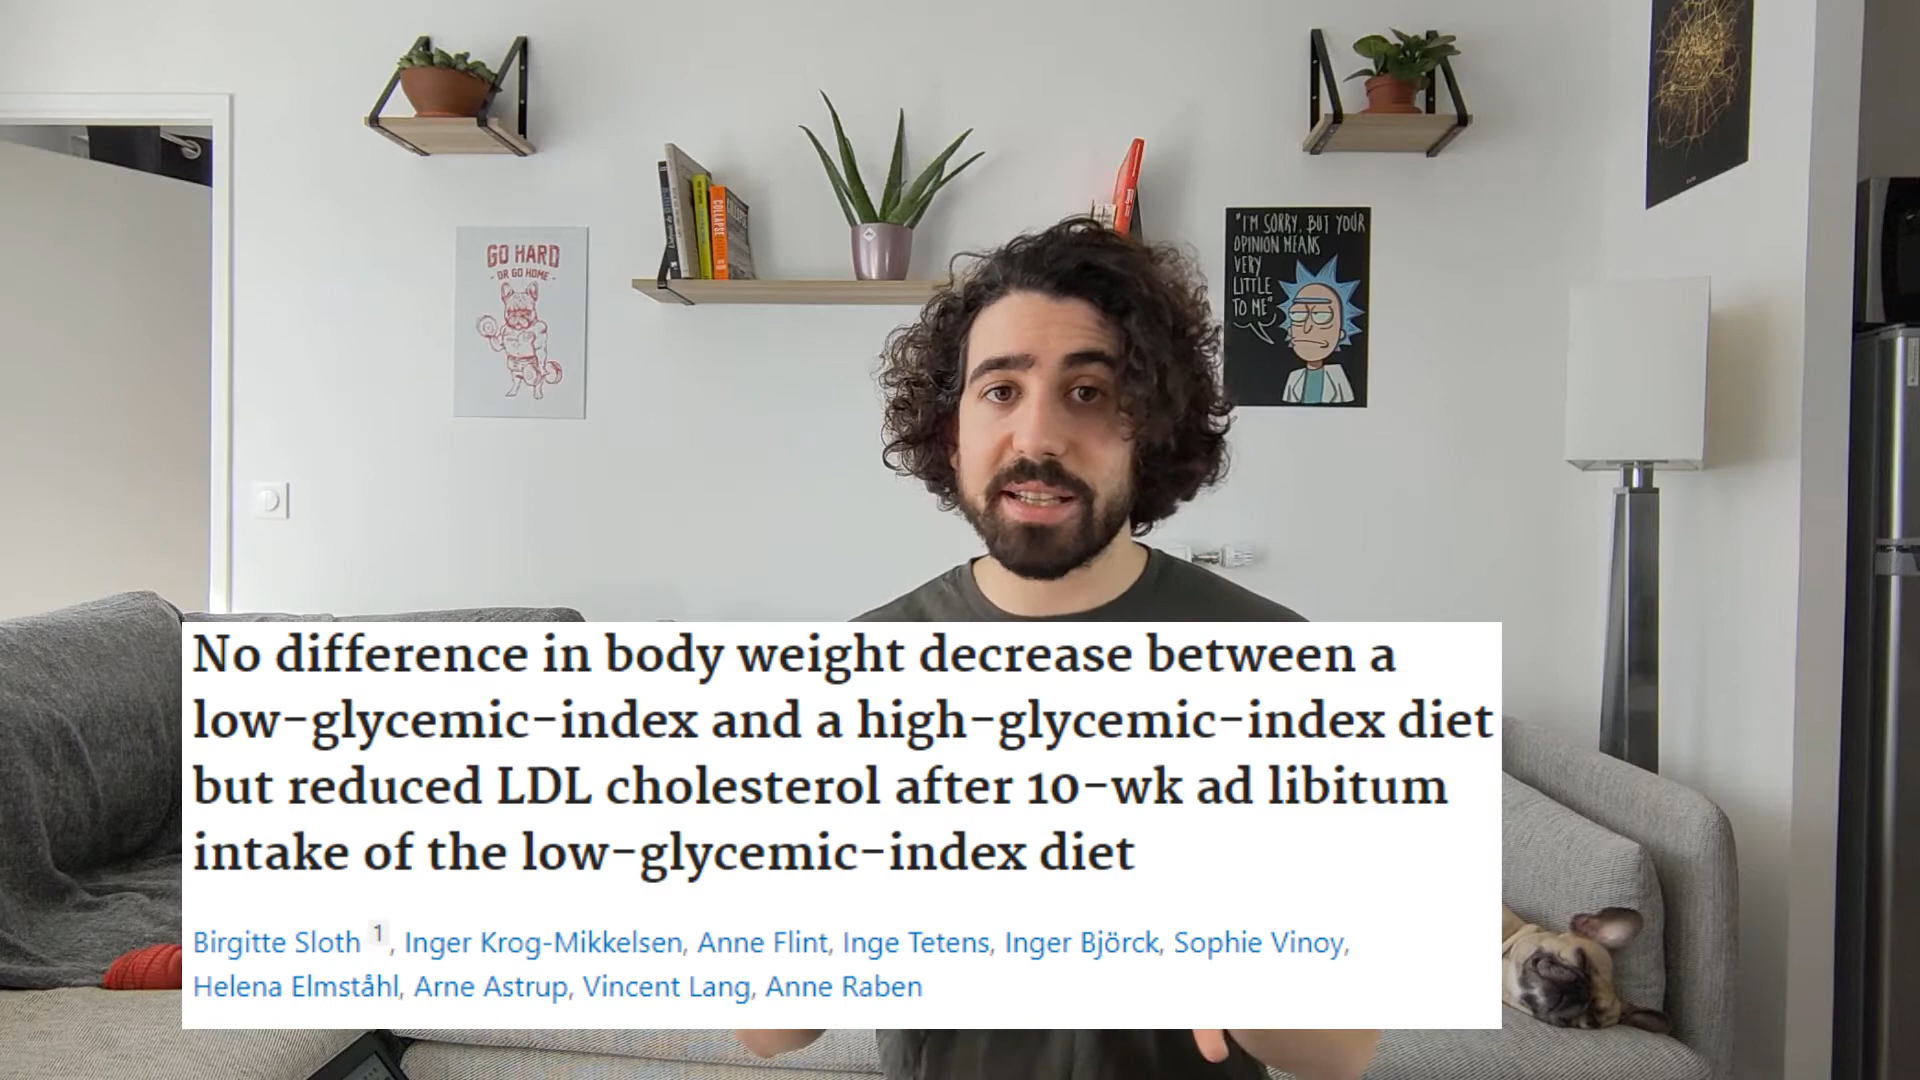 GO HARD
- OR GO HOME -
COLLAPSE
"I'M SORRY, BUT YOUR
OPINION MEANS
VERY
LITTLE
TO ME"
No difference in body weight decrease between a
low-glycemic-index and a high-glycemic-index diet
but reduced LDL cholesterol after 10-wk ad libitum
intake of the low-glycemic-index diet
Birgitte Sloth 1, Inger Krog-Mikkelsen, Anne Flint, Inge Tetens, Inger Björck, Sophie Vinoy,
Helena Elmståhl, Arne Astrup, Vincent Lang, Anne Raben